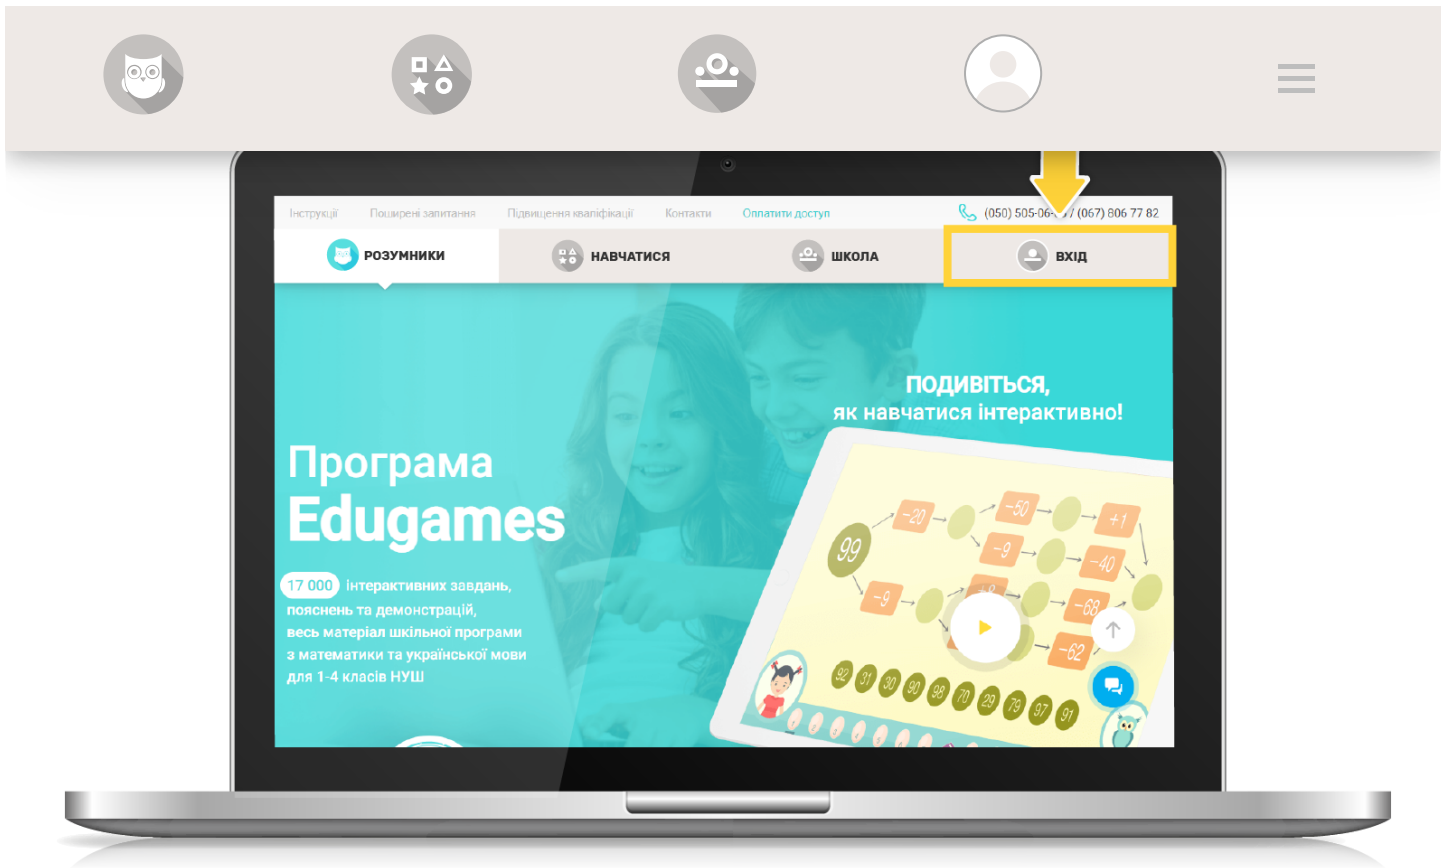 Інструкції Поширені запитання Підвищення кваліфікації Контакти Оплатити доступ (050) 505-06- / (067) 806 77 82
РОЗУМНИКИ НАВЧАТИСЯ ШКОЛА ВХІД
ПОДИВІТЬСЯ,
як навчатися інтерактивно!
Програма
Edugames
17 000 інтерактивних завдань,
пояснень та демонстрацій,
весь матеріал шкільної програми
з математики та української мови
для 1-4 класів НУШ
-20 -50 +1
99 -9 -40
-9 -68
-62
92 31 30 90 98 70 29 79 97 91